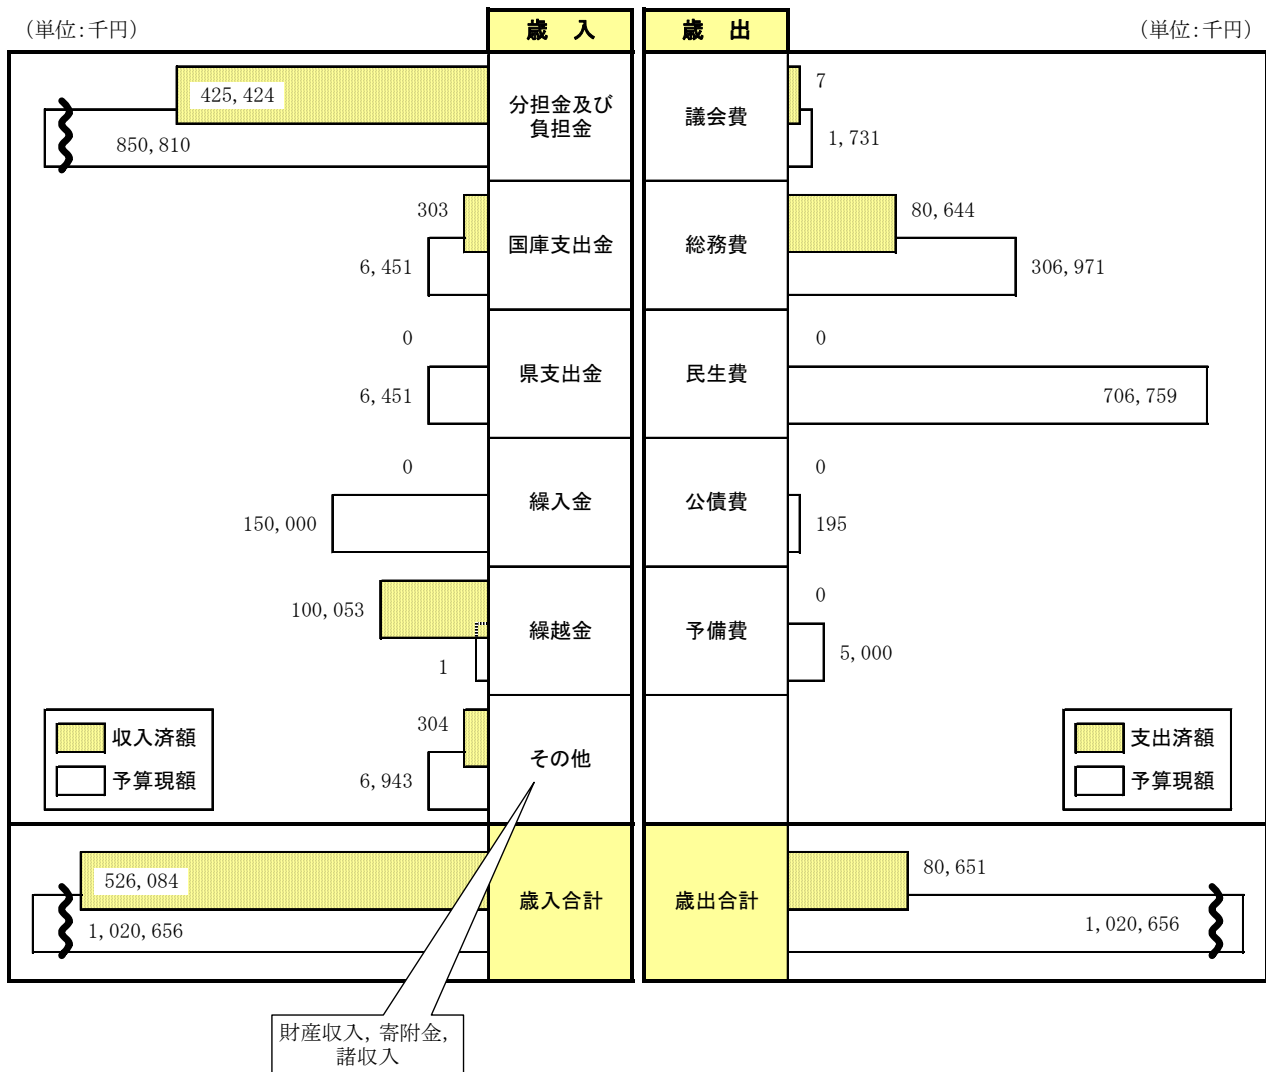 （単位：千円）
歳　入
歳　出
（単位：千円）
425,424
850,810
分担金及び
負担金
303
6,451
国庫支出金
0
6,451
県支出金
0
150,000
繰入金
100,053
1
繰越金
304
6,943
その他
収入済額
予算現額
526,084
1,020,656
歳入合計
財産収入，寄附金，
諸収入
議会費
7
1,731
総務費
80,644
306,971
民生費
0
706,759
公債費
0
195
予備費
0
5,000
支出済額
予算現額
歳出合計
80,651
1,020,656